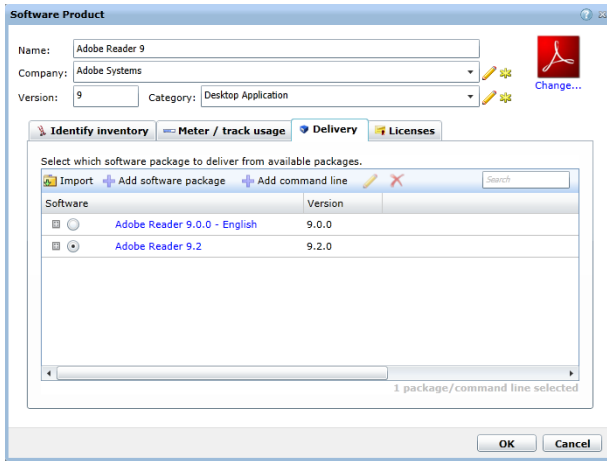 Software Product
Name: Adobe Reader 9
Company: Adobe Systems
Change...
Version: 9 Category: Desktop Application
Identify inventory Meter / track usage Delivery Licenses
Select which software package to deliver from available packages.
Import Add software package Add command line Search
Software Version
Adobe Reader 9.0.0 - English 9.0.0
Adobe Reader 9.2 9.2.0
1 package/command line selected
OK Cancel